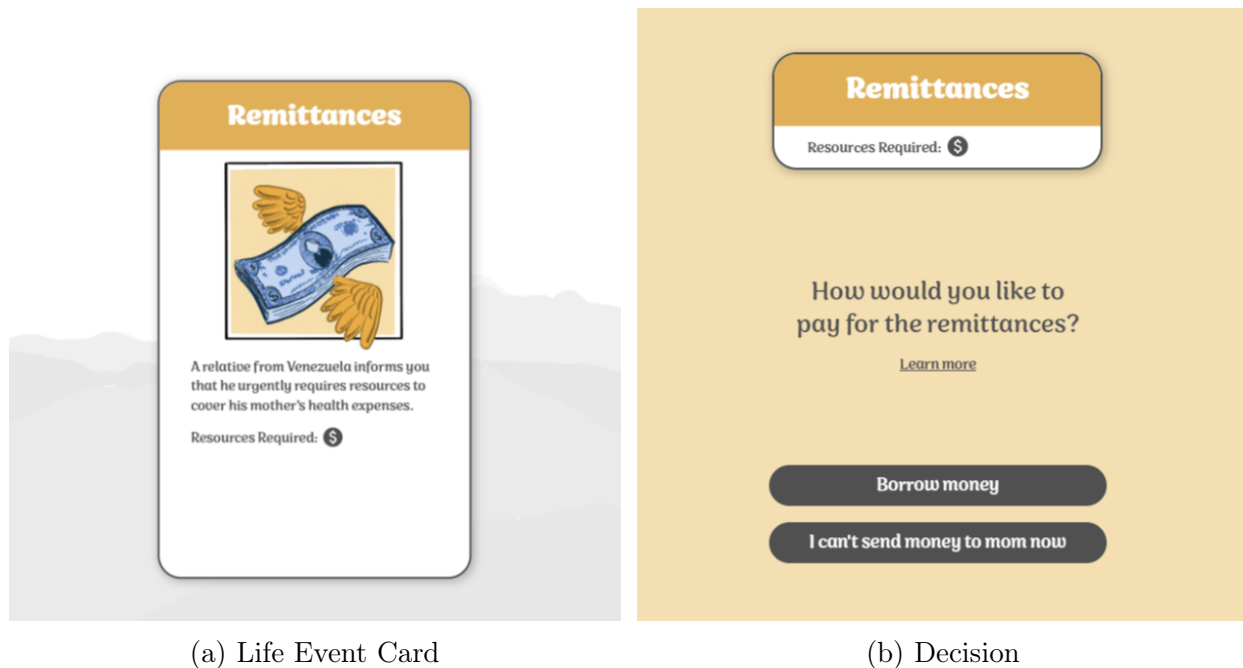 Remittances
A relative from Venezuela informs you
that he urgently requires resources to
cover his mother's health expenses.
Resources Required: $
(a) Life Event Card
Remittances
Resources Required: $
How would you like to
pay for the remittances?
Learn more
Borrow money
I can't send money to mom now
(b) Decision